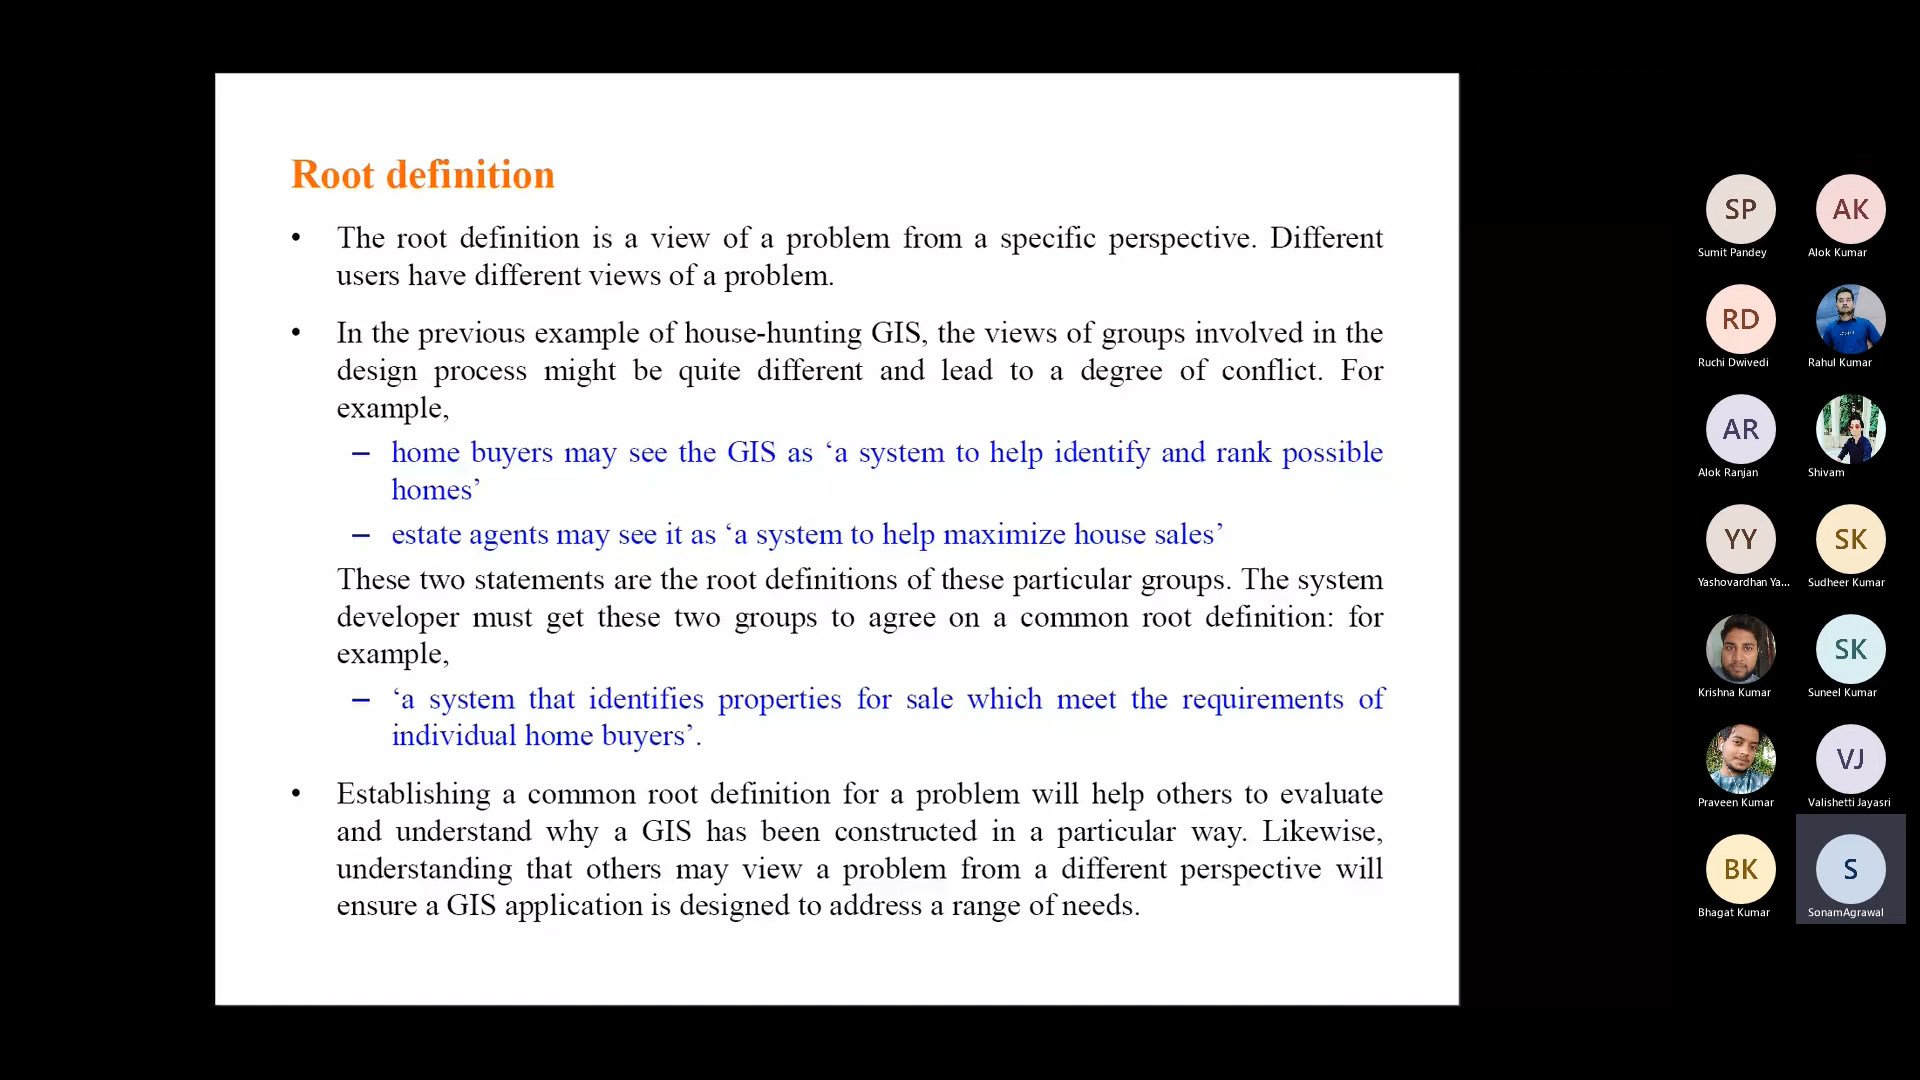 Root definition
• The root definition is a view of a problem from a specific perspective. Different
users have different views of a problem.
• In the previous example of house-hunting GIS, the views of groups involved in the
design process might be quite different and lead to a degree of conflict. For
example,
– home buyers may see the GIS as ‘a system to help identify and rank possible
homes’
– estate agents may see it as ‘a system to help maximize house sales’
These two statements are the root definitions of these particular groups. The system
developer must get these two groups to agree on a common root definition: for
example,
– ‘a system that identifies properties for sale which meet the requirements of
individual home buyers’.
• Establishing a common root definition for a problem will help others to evaluate
and understand why a GIS has been constructed in a particular way. Likewise,
understanding that others may view a problem from a different perspective will
ensure a GIS application is designed to address a range of needs.
SP AK
Sumit Pandey Alok Kumar
RD
Ruchi Dwivedi Rahul Kumar
AR
Alok Ranjan Shivam
YY SK
Yashovardhan Ya... Sudheer Kumar
SK
Krishna Kumar Suneel Kumar
VJ
Praveen Kumar Valishetti Jayasri
BK S
Bhagat Kumar SonamAgrawal